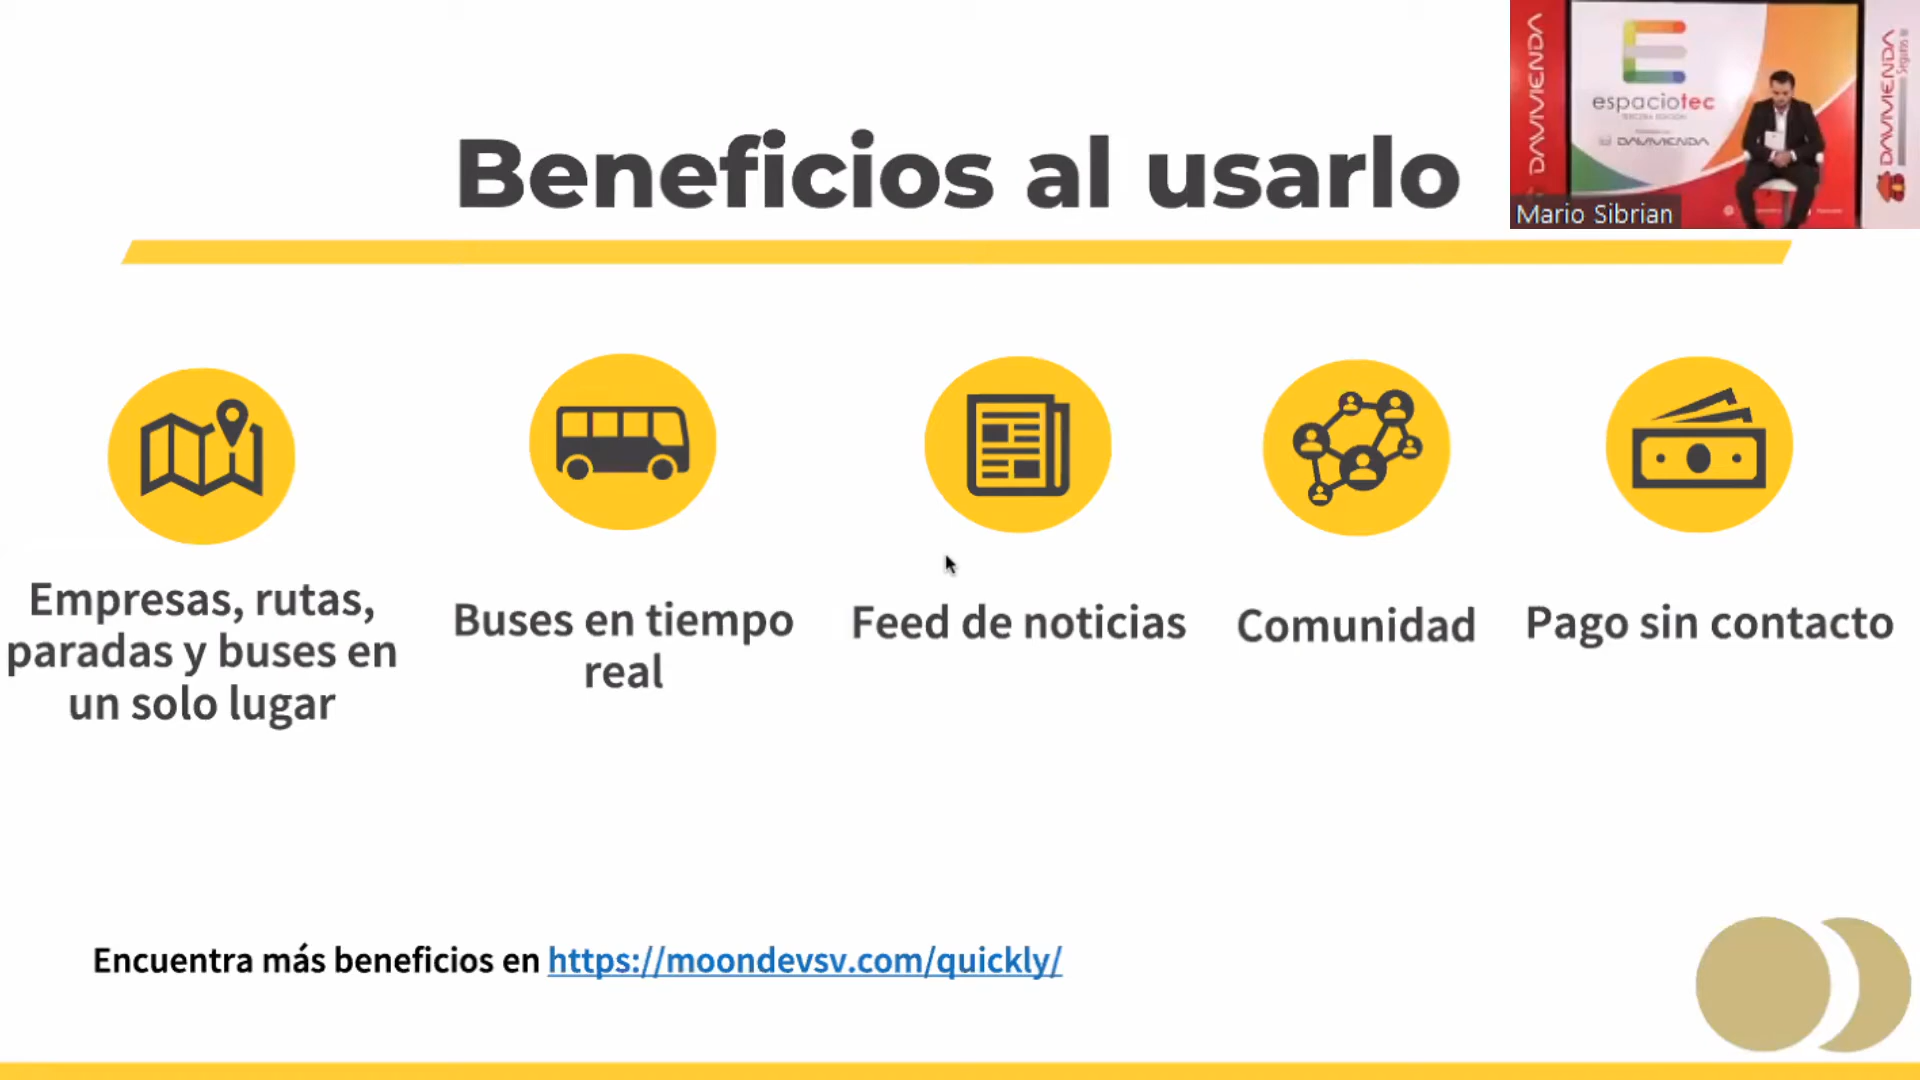 Beneficios al usarlo
DAVIVIENDA
espaciotec
DAVIVIENDA
DAVIVIENDA
Mario Sibrian
Empresas, rutas,
paradas y buses en
un solo lugar
Buses en tiempo
real
Feed de noticias
Comunidad
Pago sin contacto
Encuentra más beneficios en https://moondevsv.com/quickly/